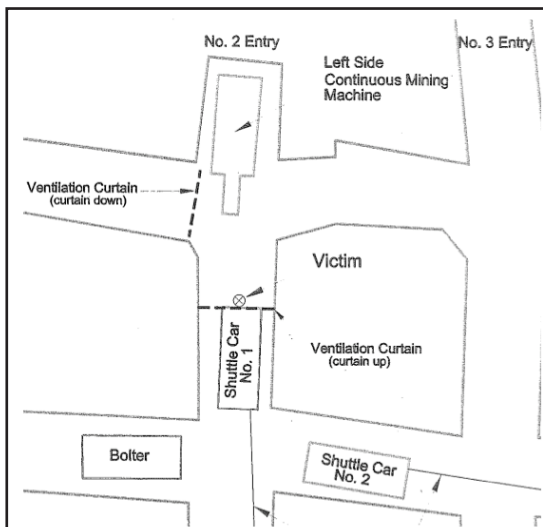 No. 2 Entry
No. 3 Entry
Left Side
Continuous Mining
Machine
Ventilation Curtain
(curtain down)
Victim
Shuttle Car
No. 1
Ventilation Curtain
(curtain up)
Bolter
Shuttle Car
No. 2